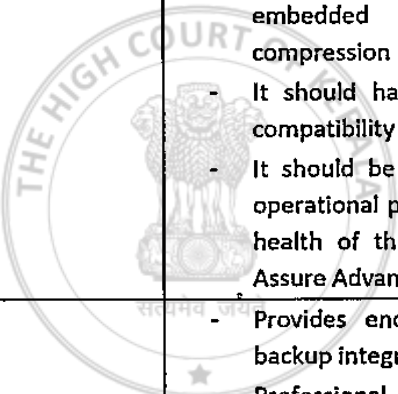 embedded
compression
- It should ha
compatibility
- It should be
operational p
health of th
Assure Advan
- Provides enc
backup integr
THE HIGH COURT OF
सत्यमेव जयते